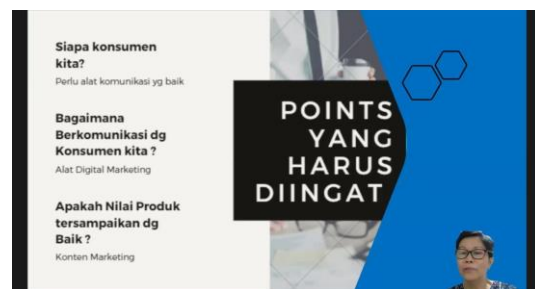 Siapa konsumen
kita?
Perlu alat komunikasi yg baik
Bagaimana
Berkomunikasi dg
Konsumen kita ?
Alat Digital Marketing
Apakah Nilai Produk
tersampaikan dg
Baik ?
Konten Marketing
POINTS
YANG
HARUS
DIINGAT